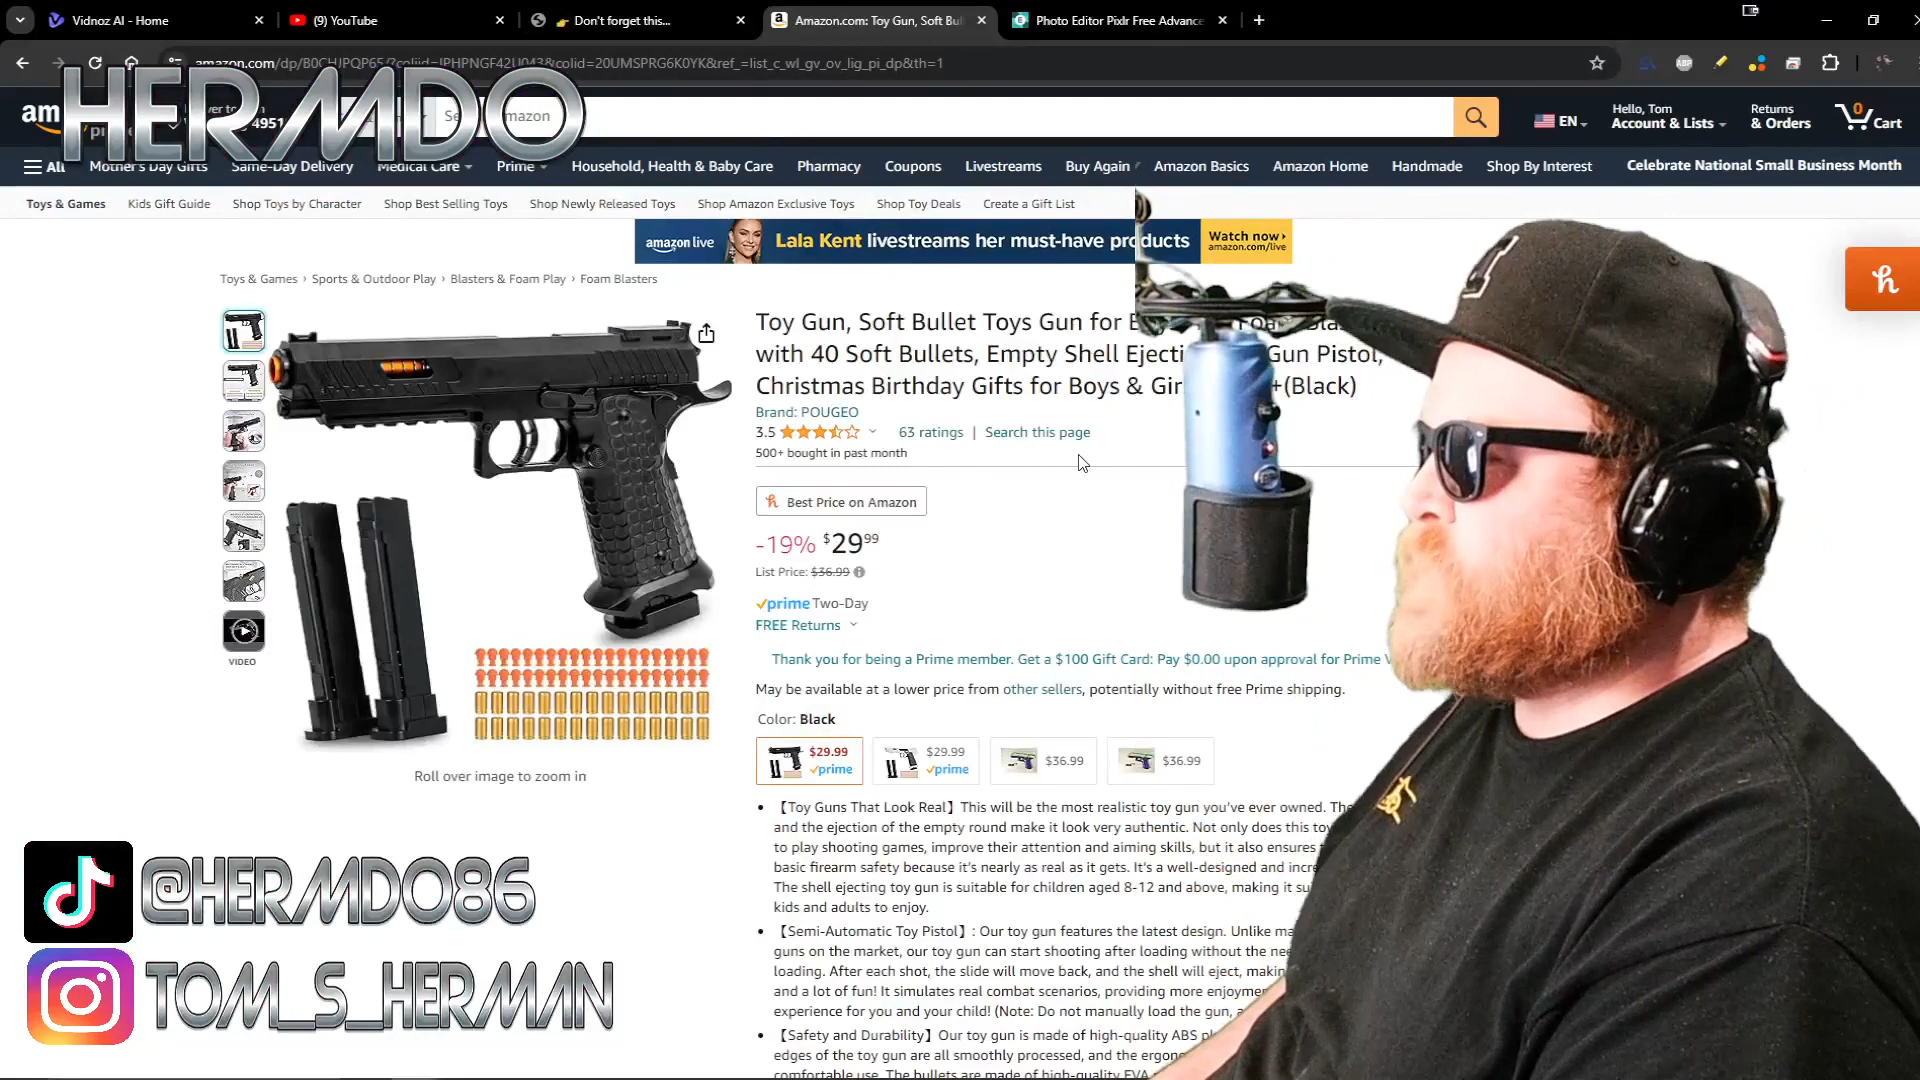 Vidnoz AI - Home
(9) YouTube
👉 Don't forget this...
Amazon.com: Toy Gun, Soft Bul
Photo Editor Pixlr Free Advance
HERMDO
EN
Hello, Tom
Account & Lists
Returns
& Orders
0
Cart
All
Mother's Day Gifts
Same-Day Delivery
Medical Care
Prime
Household, Health & Baby Care
Pharmacy
Coupons
Livestreams
Buy Again
Amazon Basics
Amazon Home
Handmade
Shop By Interest
Celebrate National Small Business Month
Toys & Games
Kids Gift Guide
Shop Toys by Character
Shop Best Selling Toys
Shop Newly Released Toys
Shop Amazon Exclusive Toys
Shop Toy Deals
Create a Gift List
amazon live
Lala Kent livestreams her must-have products
Watch now
amazon.com/live
Toys & Games › Sports & Outdoor Play › Blasters & Foam Play › Foam Blasters
Toy Gun, Soft Bullet Toys Gun for
with 40 Soft Bullets, Empty Shell Ejecti Gun Pistol,
Christmas Birthday Gifts for Boys & Gir +(Black)
Brand: POUGEO
3.5 63 ratings | Search this page
500+ bought in past month
Best Price on Amazon
-19% $29.99
List Price: $36.99
prime Two-Day
FREE Returns
Thank you for being a Prime member. Get a $100 Gift Card: Pay $0.00 upon approval for Prime V
May be available at a lower price from other sellers, potentially without free Prime shipping.
Color: Black
$29.99
prime
$29.99
prime
$36.99
$36.99
VIDEO
Roll over image to zoom in
【Toy Guns That Look Real】This will be the most realistic toy gun you've ever owned. The
and the ejection of the empty round make it look very authentic. Not only does this toy
to play shooting games, improve their attention and aiming skills, but it also ensures
basic firearm safety because it's nearly as real as it gets. It's a well-designed and incre
The shell ejecting toy gun is suitable for children aged 8-12 and above, making it su
kids and adults to enjoy.
【Semi-Automatic Toy Pistol】: Our toy gun features the latest design. Unlike ma
guns on the market, our toy gun can start shooting after loading without the nee
loading. After each shot, the slide will move back, and the shell will eject, makin
and a lot of fun! It simulates real combat scenarios, providing more enjoyme
experience for you and your child! (Note: Do not manually load the gun,
【Safety and Durability】Our toy gun is made of high-quality ABS pl
edges of the toy gun are all smoothly processed, and the ergon
comfortable use. The bullets are made of high-quality EVA
@HERMDO86
TOM_S_HERMAN